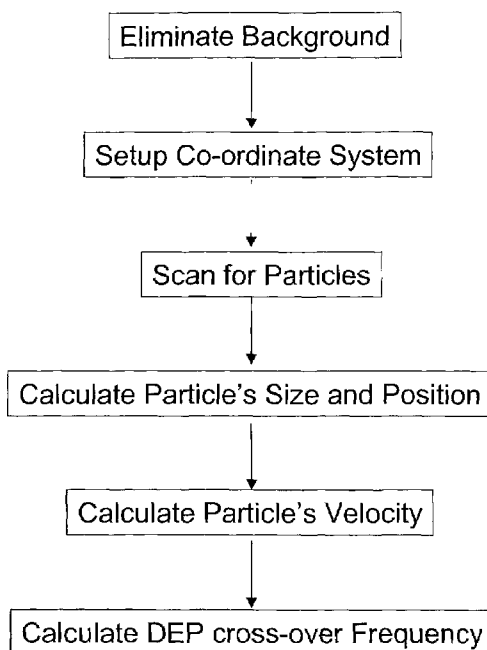 Eliminate Background
Setup Co-ordinate System
Scan for Particles
Calculate Particle's Size and Position
Calculate Particle's Velocity
Calculate DEP cross-over Frequency